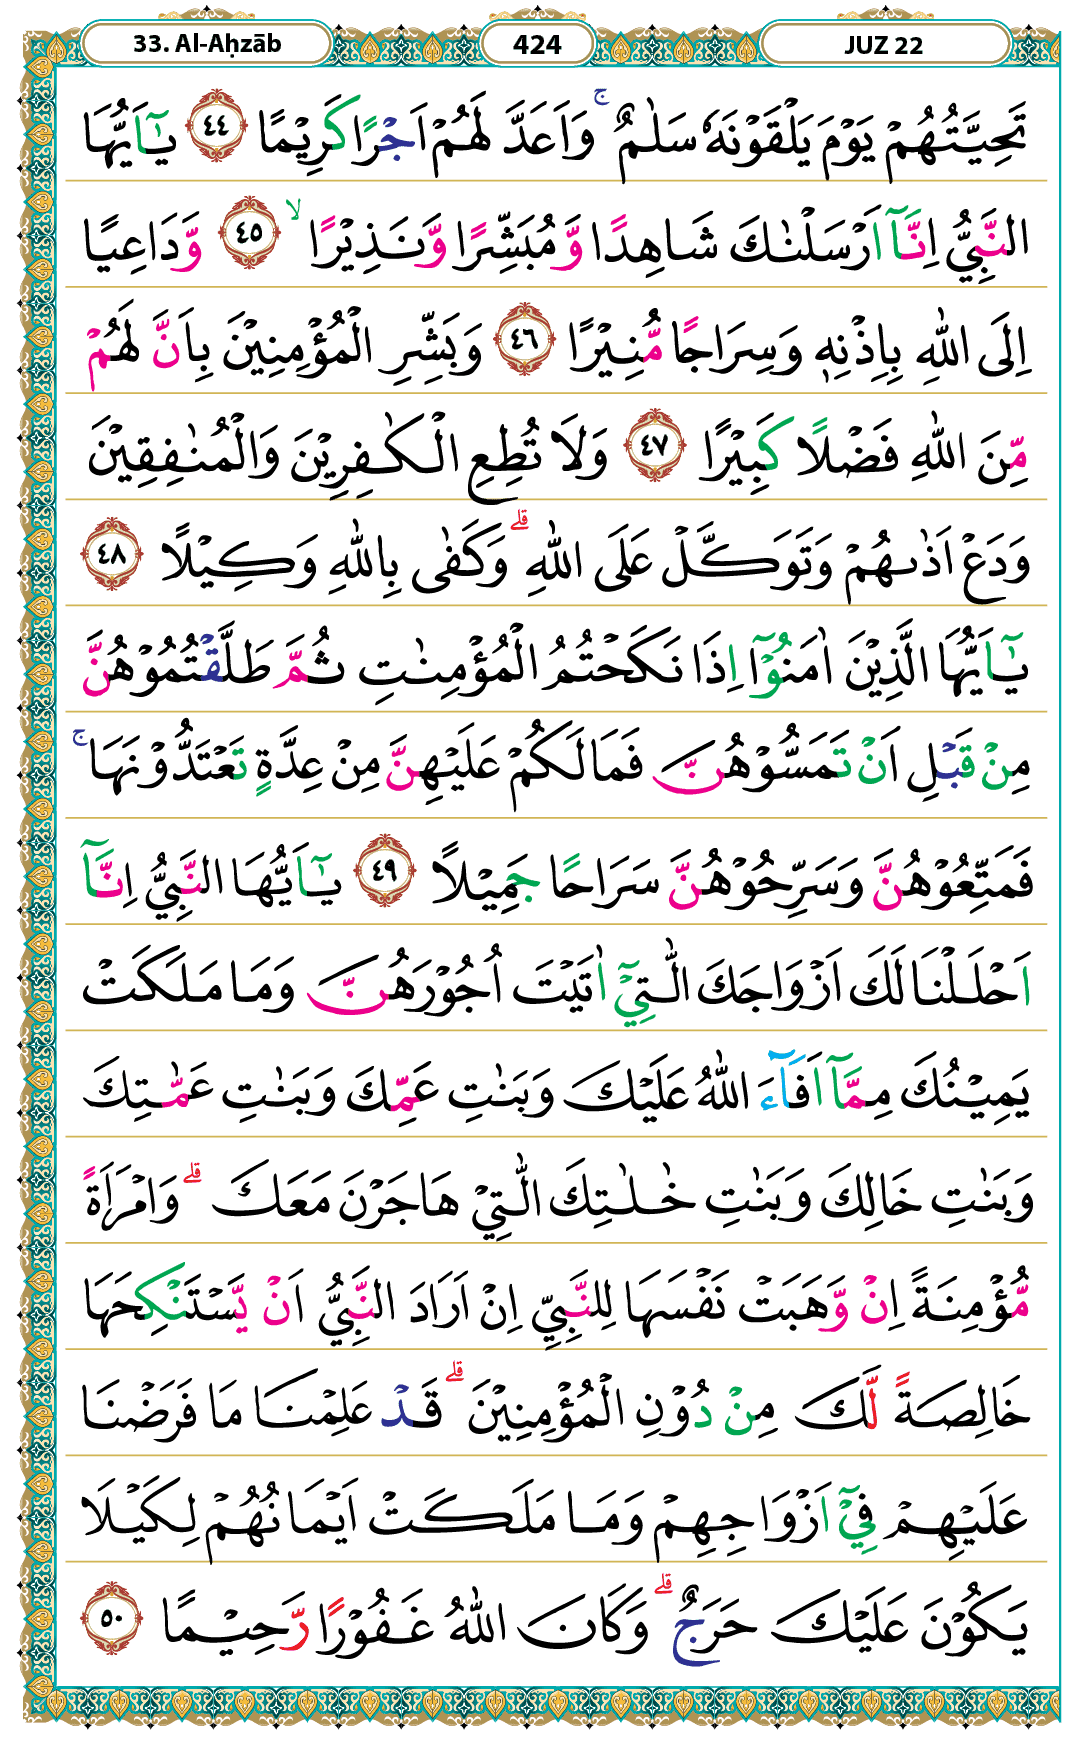 33. Al-Aḥzāb
424
JUZ 22
تَحِيَّتُهُمْ يَوْمَ يَلْقَوْنَهٗ سَلٰمٌ ۚ وَاَعَدَّ لَهُمْ اَجْرًا كَرِيْمًا ٤٤ يٰٓاَيُّهَا
النَّبِيُّ اِنَّآ اَرْسَلْنٰكَ شَاهِدًا وَّمُبَشِّرًا وَّنَذِيْرًا ۙ ٤٥ وَّدَاعِيًا
اِلَى اللّٰهِ بِاِذْنِهٖ وَسِرَاجًا مُّنِيْرًا ٤٦ وَبَشِّرِ الْمُؤْمِنِيْنَ بِاَنَّ لَهُمْ
مِّنَ اللّٰهِ فَضْلًا كَبِيْرًا ٤٧ وَلَا تُطِعِ الْكٰفِرِيْنَ وَالْمُنٰفِقِيْنَ
وَدَعْ اَذٰىهُمْ وَتَوَكَّلْ عَلَى اللّٰهِ ۗ وَكَفٰى بِاللّٰهِ وَكِيْلًا ٤٨
يٰٓاَيُّهَا الَّذِيْنَ اٰمَنُوْٓا اِذَا نَكَحْتُمُ الْمُؤْمِنٰتِ ثُمَّ طَلَّقْتُمُوْهُنَّ
مِنْ قَبْلِ اَنْ تَمَسُّوْهُنَّ فَمَا لَكُمْ عَلَيْهِنَّ مِنْ عِدَّةٍ تَعْتَدُّوْنَهَا ۚ
فَمَتِّعُوْهُنَّ وَسَرِّحُوْهُنَّ سَرَاحًا جَمِيْلًا ٤٩ يٰٓاَيُّهَا النَّبِيُّ اِنَّآ
اَحْلَلْنَا لَكَ اَزْوَاجَكَ الّٰتِيْٓ اٰتَيْتَ اُجُوْرَهُنَّ وَمَا مَلَكَتْ
يَمِيْنُكَ مِمَّآ اَفَآءَ اللّٰهُ عَلَيْكَ وَبَنٰتِ عَمِّكَ وَبَنٰتِ عَمّٰتِكَ
وَبَنٰتِ خَالِكَ وَبَنٰتِ خٰلٰتِكَ الّٰتِيْ هَاجَرْنَ مَعَكَ ۗ وَامْرَاَةً
مُّؤْمِنَةً اِنْ وَّهَبَتْ نَفْسَهَا لِلنَّبِيِّ اِنْ اَرَادَ النَّبِيُّ اَنْ يَّسْتَنْكِحَهَا
خَالِصَةً لَّكَ مِنْ دُوْنِ الْمُؤْمِنِيْنَ ۗ قَدْ عَلِمْنَا مَا فَرَضْنَا
عَلَيْهِمْ فِيْٓ اَزْوَاجِهِمْ وَمَا مَلَكَتْ اَيْمَانُهُمْ لِكَيْلَا
يَكُوْنَ عَلَيْكَ حَرَجٌ ۗ وَكَانَ اللّٰهُ غَفُوْرًا رَّحِيْمًا ٥٠